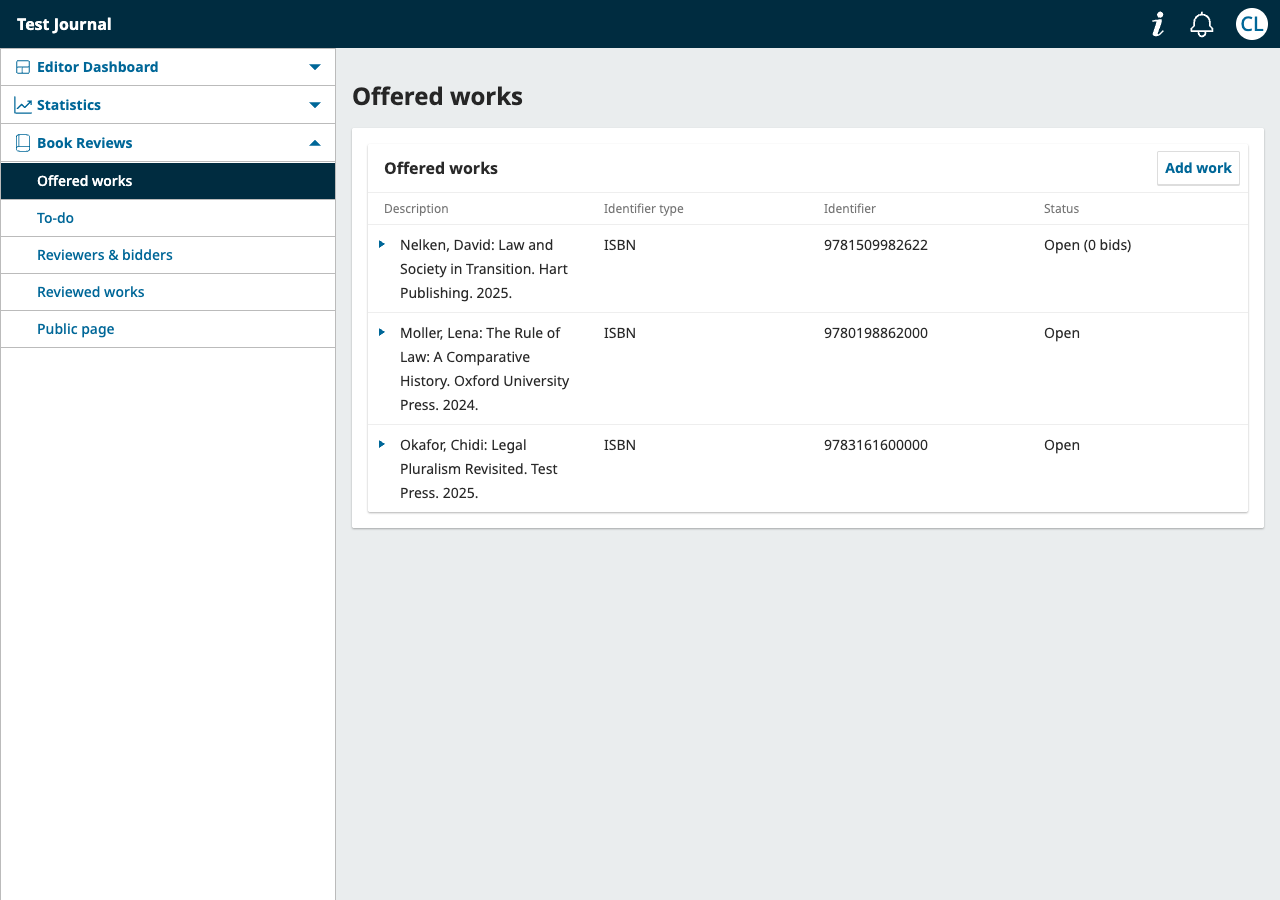 Test Journal
CL
Editor Dashboard
Statistics
Book Reviews
Offered works
To-do
Reviewers & bidders
Reviewed works
Public page
Offered works
Offered works
Add work
Description Identifier type Identifier Status
Nelken, David: Law and ISBN 9781509982622 Open (0 bids)
Society in Transition. Hart
Publishing. 2025.
Moller, Lena: The Rule of ISBN 9780198862000 Open
Law: A Comparative
History. Oxford University
Press. 2024.
Okafor, Chidi: Legal ISBN 9783161600000 Open
Pluralism Revisited. Test
Press. 2025.